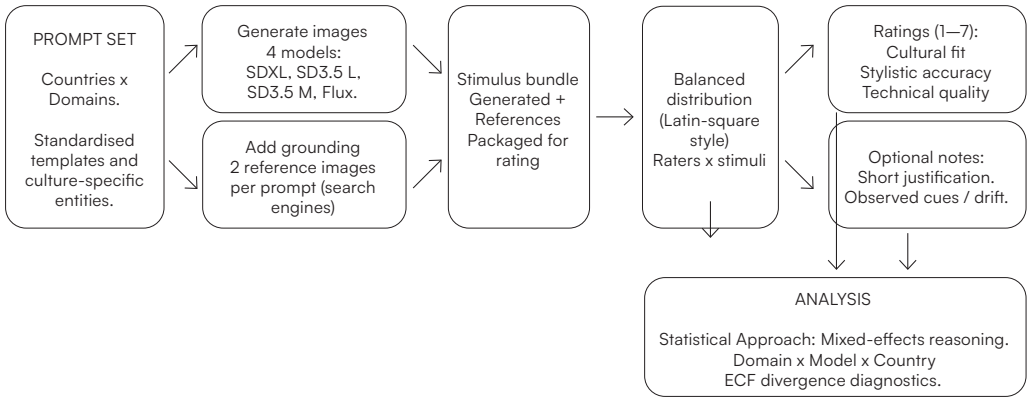 PROMPT SET
Countries x
Domains.
Standardised
templates and
culture-specific
entities.
Generate images
4 models:
SDXL, SD3.5 L,
SD3.5 M, Flux.
Add grounding
2 reference images
per prompt (search
engines)
Stimulus bundle
Generated +
References
Packaged for
rating
Balanced
distribution
(Latin-square
style)
Raters x stimuli
Ratings (1—7):
Cultural fit
Stylistic accuracy
Technical quality
Optional notes:
Short justification.
Observed cues / drift.
ANALYSIS
Statistical Approach: Mixed-effects reasoning.
Domain x Model x Country
ECF divergence diagnostics.